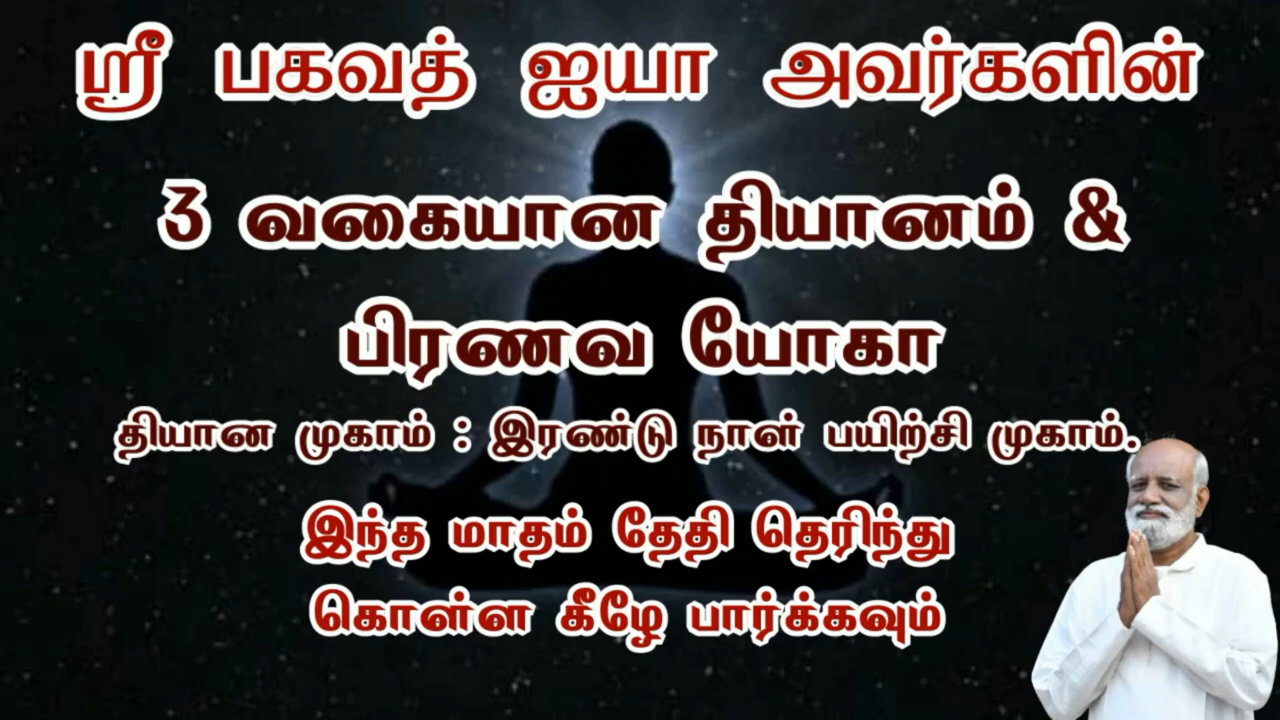 ஸ்ரீ பகவத் ஐயா அவர்களின்
3 வகையான தியானம் &
பிரணவ யோகா
தியான முகாம் : இரண்டு நாள் பயிற்சி முகாம்.
இந்த மாதம் தேதி தெரிந்து
கொள்ள கீழே பார்க்கவும்